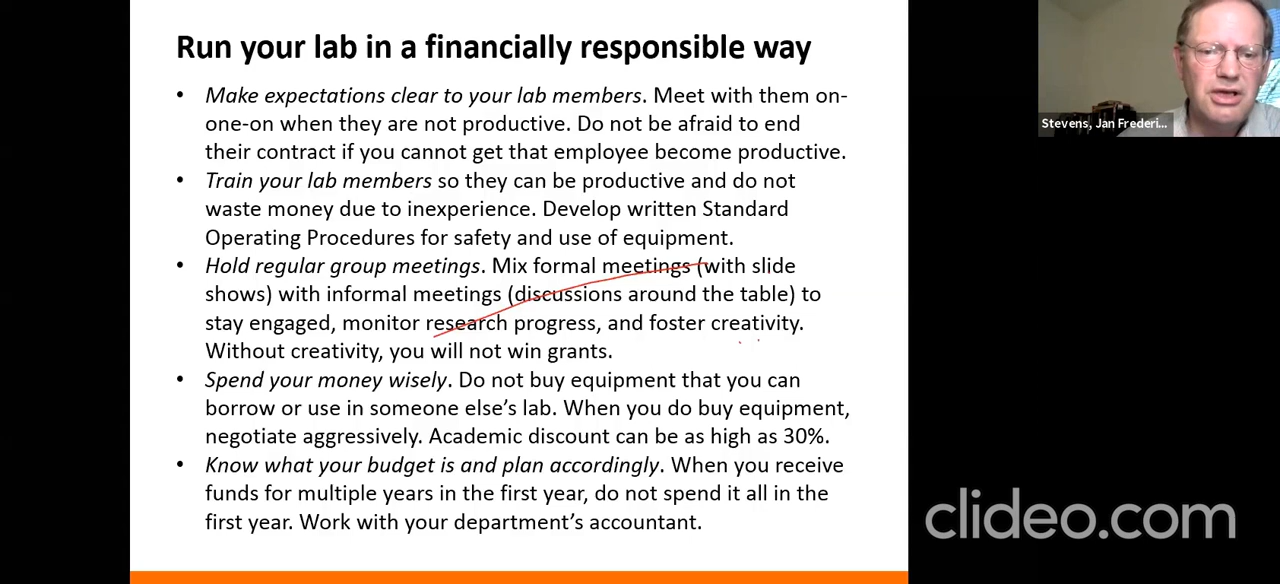 Run your lab in a financially responsible way
• Make expectations clear to your lab members. Meet with them on-
one-on when they are not productive. Do not be afraid to end
their contract if you cannot get that employee become productive.
• Train your lab members so they can be productive and do not
waste money due to inexperience. Develop written Standard
Operating Procedures for safety and use of equipment.
• Hold regular group meetings. Mix formal meetings (with slide
shows) with informal meetings (discussions around the table) to
stay engaged, monitor research progress, and foster creativity.
Without creativity, you will not win grants.
• Spend your money wisely. Do not buy equipment that you can
borrow or use in someone else’s lab. When you do buy equipment,
negotiate aggressively. Academic discount can be as high as 30%.
• Know what your budget is and plan accordingly. When you receive
funds for multiple years in the first year, do not spend it all in the
first year. Work with your department’s accountant.
Stevens, Jan Frederi...
clideo.com